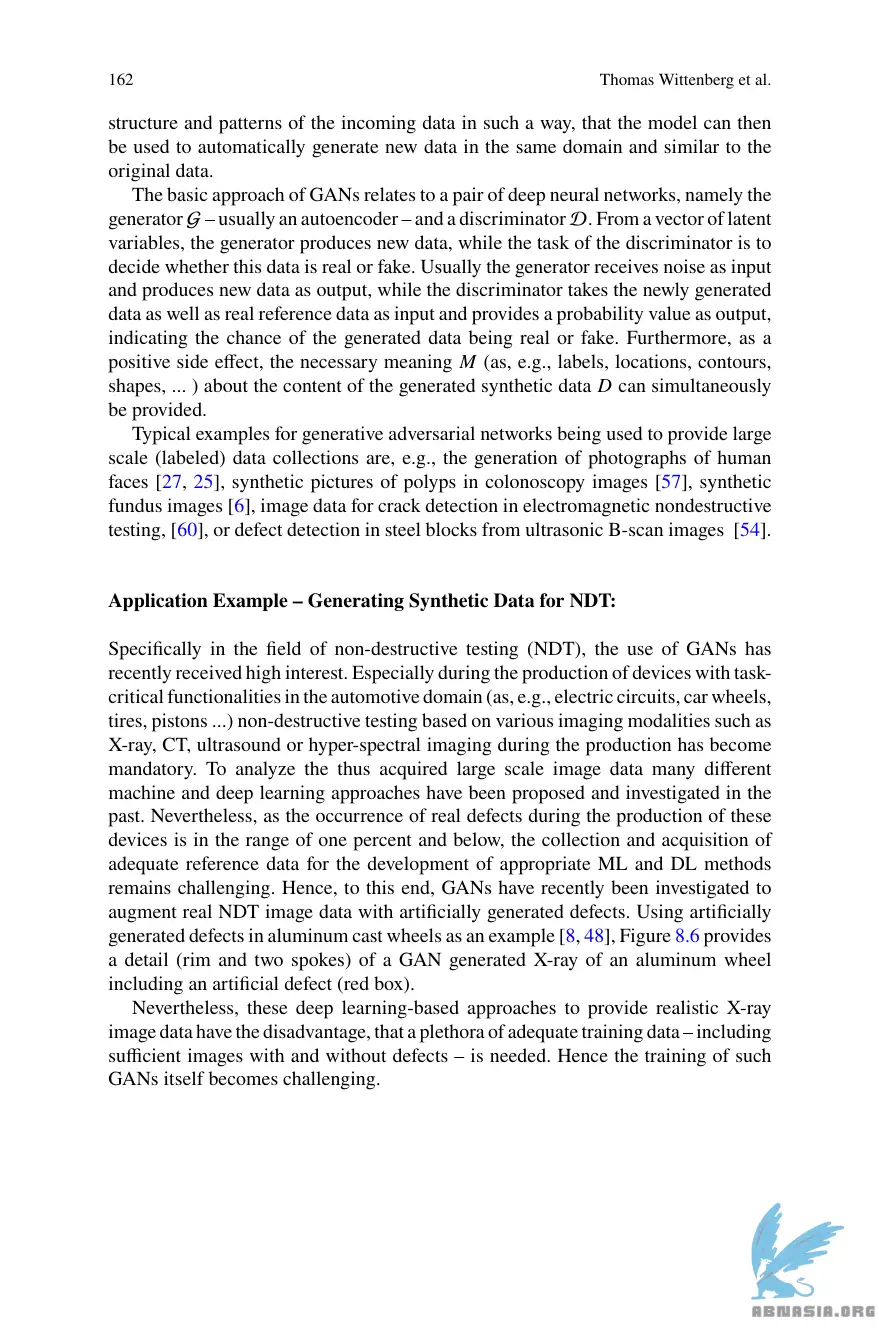 162
Thomas Wittenberg et al.
structure and patterns of the incoming data in such a way, that the model can then
be used to automatically generate new data in the same domain and similar to the
original data.
The basic approach of GANs relates to a pair of deep neural networks, namely the
generator G – usually an autoencoder – and a discriminator D. From a vector of latent
variables, the generator produces new data, while the task of the discriminator is to
decide whether this data is real or fake. Usually the generator receives noise as input
and produces new data as output, while the discriminator takes the newly generated
data as well as real reference data as input and provides a probability value as output,
indicating the chance of the generated data being real or fake. Furthermore, as a
positive side effect, the necessary meaning M (as, e.g., labels, locations, contours,
shapes, ... ) about the content of the generated synthetic data D can simultaneously
be provided.
Typical examples for generative adversarial networks being used to provide large
scale (labeled) data collections are, e.g., the generation of photographs of human
faces [27, 25], synthetic pictures of polyps in colonoscopy images [57], synthetic
fundus images [6], image data for crack detection in electromagnetic nondestructive
testing, [60], or defect detection in steel blocks from ultrasonic B-scan images [54].
Application Example – Generating Synthetic Data for NDT:
Specifically in the field of non-destructive testing (NDT), the use of GANs has
recently received high interest. Especially during the production of devices with task-
critical functionalities in the automotive domain (as, e.g., electric circuits, car wheels,
tires, pistons ...) non-destructive testing based on various imaging modalities such as
X-ray, CT, ultrasound or hyper-spectral imaging during the production has become
mandatory. To analyze the thus acquired large scale image data many different
machine and deep learning approaches have been proposed and investigated in the
past. Nevertheless, as the occurrence of real defects during the production of these
devices is in the range of one percent and below, the collection and acquisition of
adequate reference data for the development of appropriate ML and DL methods
remains challenging. Hence, to this end, GANs have recently been investigated to
augment real NDT image data with artificially generated defects. Using artificially
generated defects in aluminum cast wheels as an example [8, 48], Figure 8.6 provides
a detail (rim and two spokes) of a GAN generated X-ray of an aluminum wheel
including an artificial defect (red box).
Nevertheless, these deep learning-based approaches to provide realistic X-ray
image data have the disadvantage, that a plethora of adequate training data – including
sufficient images with and without defects – is needed. Hence the training of such
GANs itself becomes challenging.
ABNASIA.ORG